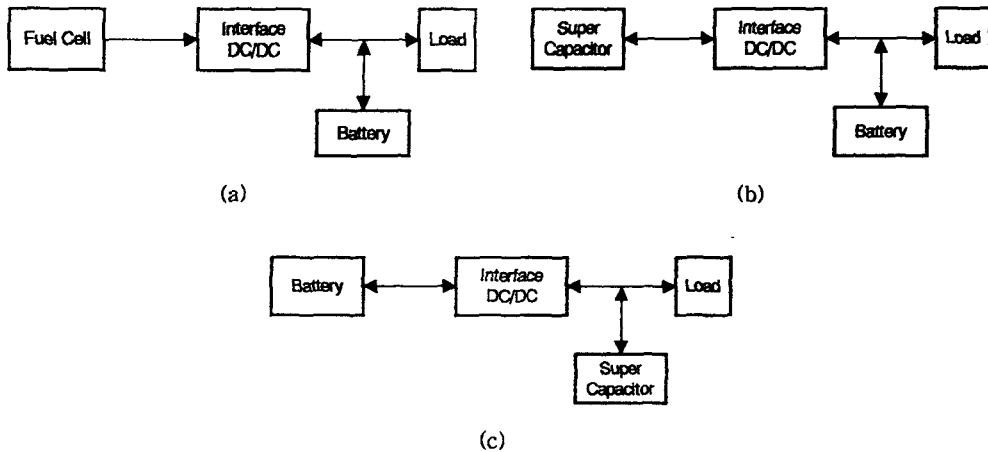 Fuel Cell
Interface
DC/DC
Load
Battery
(a)
Super
Capacitor
Interface
DC/DC
Load
Battery
(b)
Battery
Interface
DC/DC
Load
Super
Capacitor
(c)